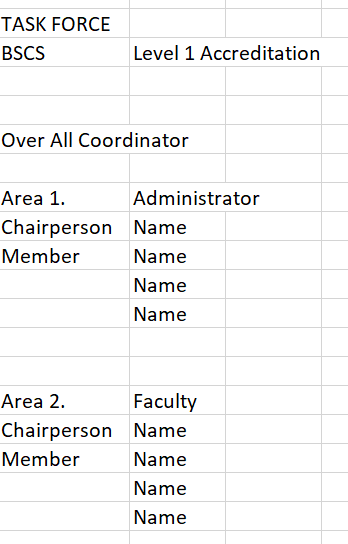 TASK FORCE
BSCS Level 1 Accreditation
Over All Coordinator
Area 1. Administrator
Chairperson Name
Member Name
Name
Name
Area 2. Faculty
Chairperson Name
Member Name
Name
Name